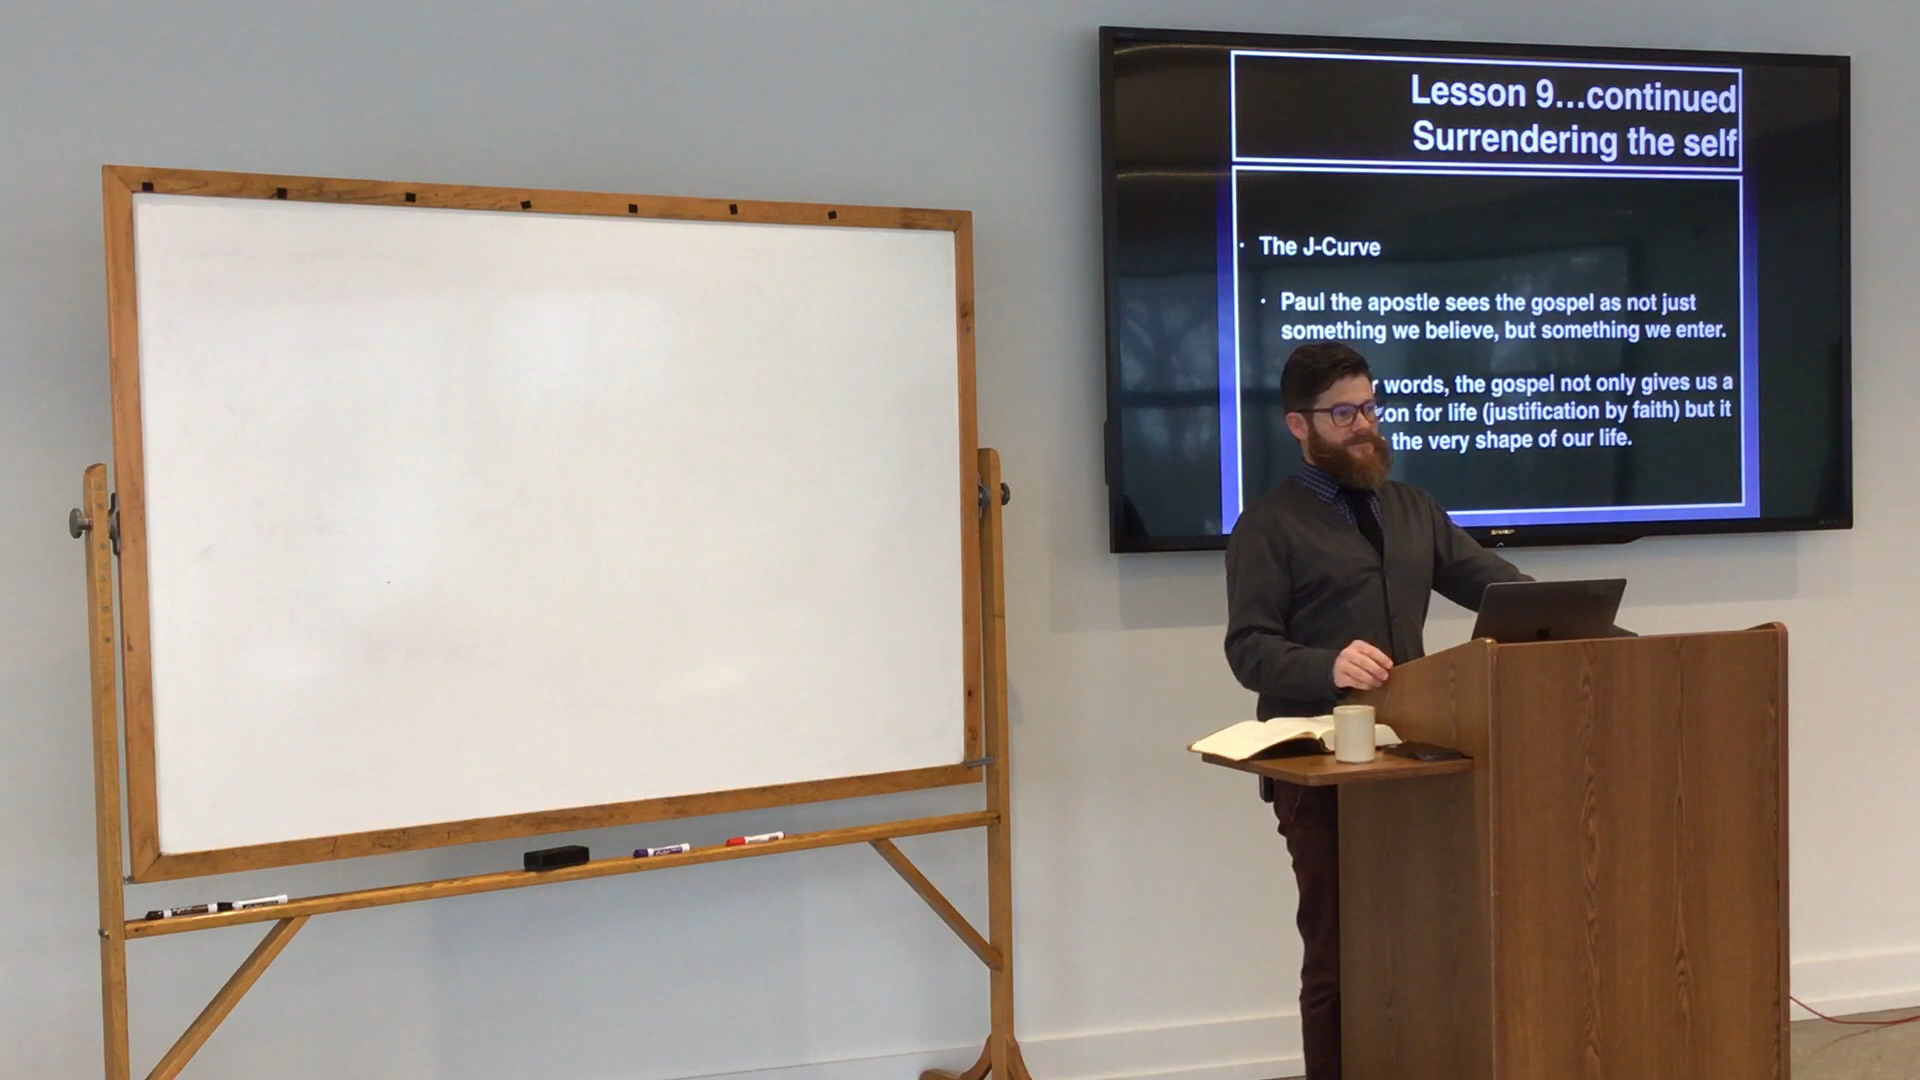 Lesson 9...continued
Surrendering the self
· The J-Curve
· Paul the apostle sees the gospel as not just
something we believe, but something we enter.
words, the gospel not only gives us a
for life (justification by faith) but it
the very shape of our life.
SHARP